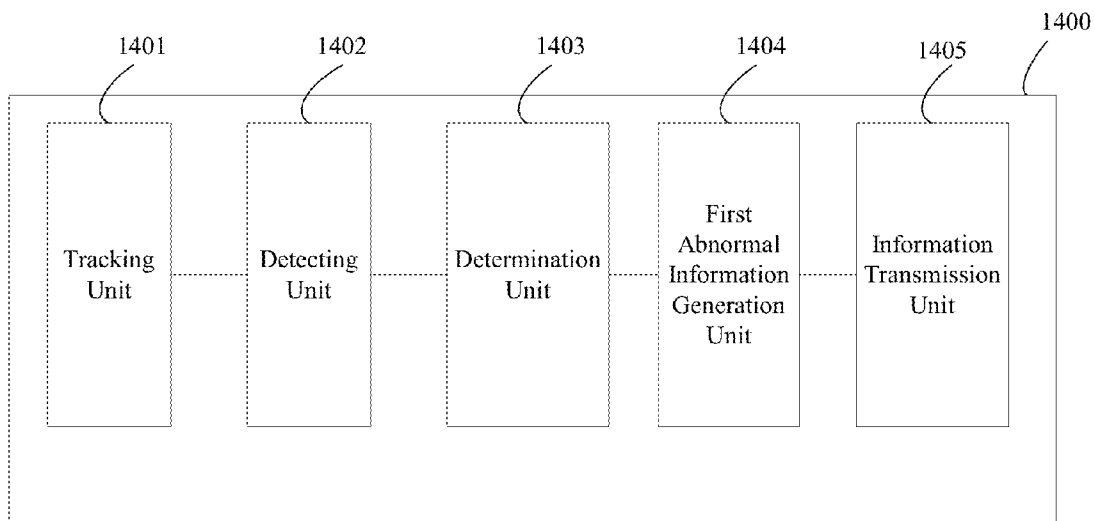 1400
1401
1402
1403
1404
1405
Tracking
Unit
Detecting
Unit
Determination
Unit
First
Abnormal
Information
Generation
Unit
Information
Transmission
Unit